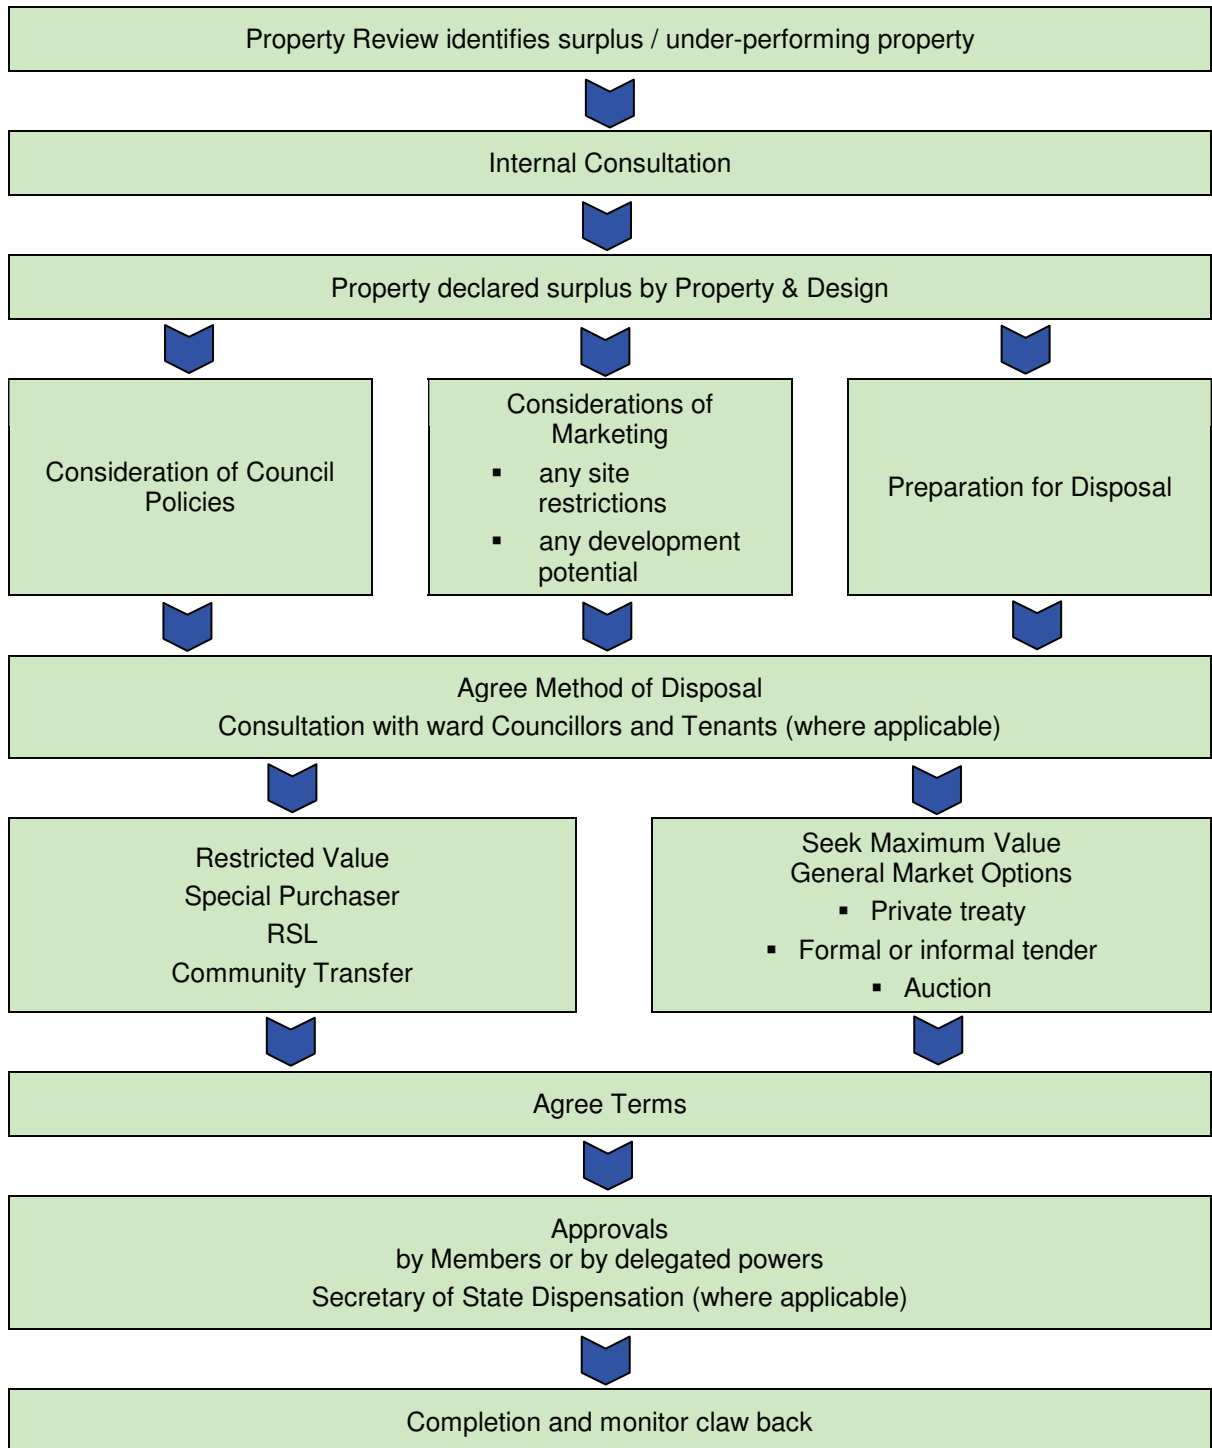 Property Review identifies surplus / under-performing property
Internal Consultation
Property declared surplus by Property & Design
Consideration of Council
Policies
Considerations of
Marketing
▪ any site
restrictions
▪ any development
potential
Preparation for Disposal
Agree Method of Disposal
Consultation with ward Councillors and Tenants (where applicable)
Restricted Value
Special Purchaser
RSL
Community Transfer
Seek Maximum Value
General Market Options
▪ Private treaty
▪ Formal or informal tender
▪ Auction
Agree Terms
Approvals
by Members or by delegated powers
Secretary of State Dispensation (where applicable)
Completion and monitor claw back